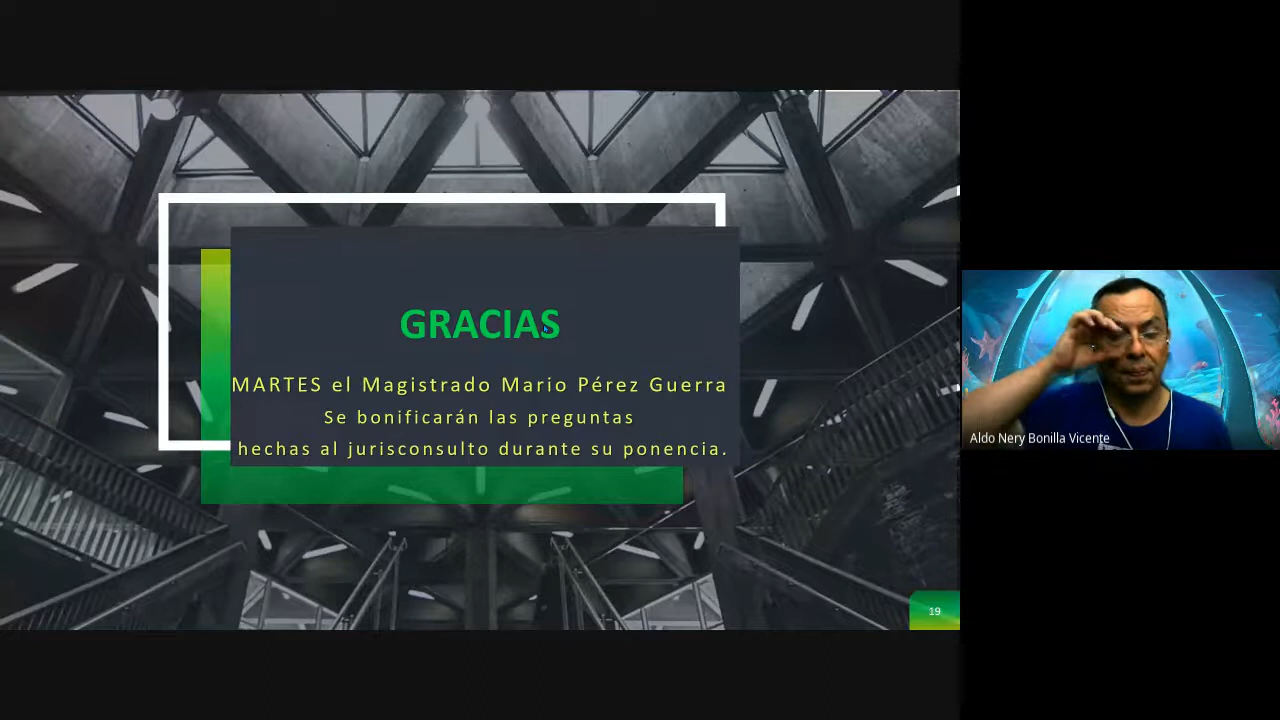 GRACIAS
MARTES el Magistrado Mario Pérez Guerra
Se bonificarán las preguntas
hechas al jurisconsulto durante su ponencia.
19
Aldo Nery Bonilla Vicente